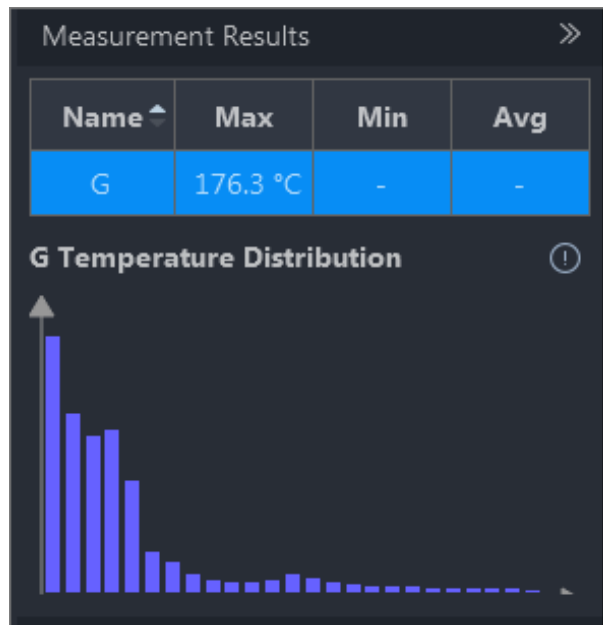 Measurement Results
Name Max Min Avg
G 176.3 °C - -
G Temperature Distribution